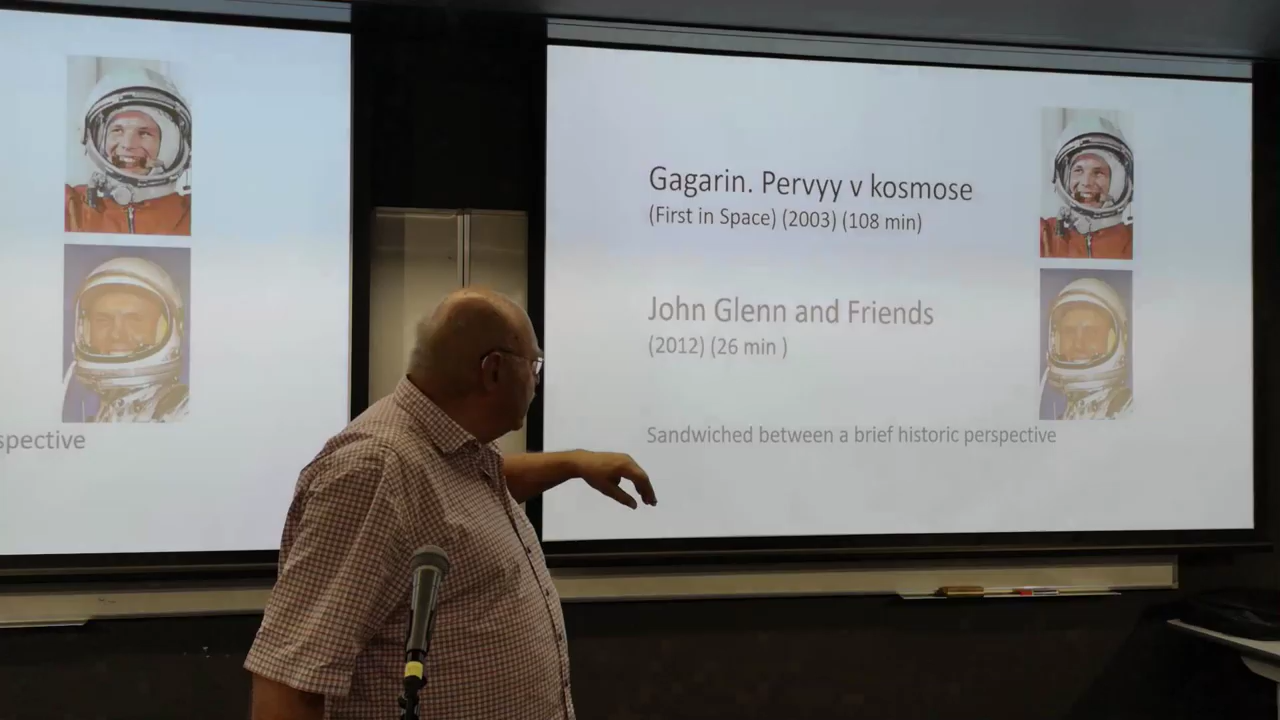 spective
Gagarin. Pervyy v kosmose
(First in Space) (2003) (108 min)
John Glenn and Friends
(2012) (26 min )
Sandwiched between a brief historic perspective